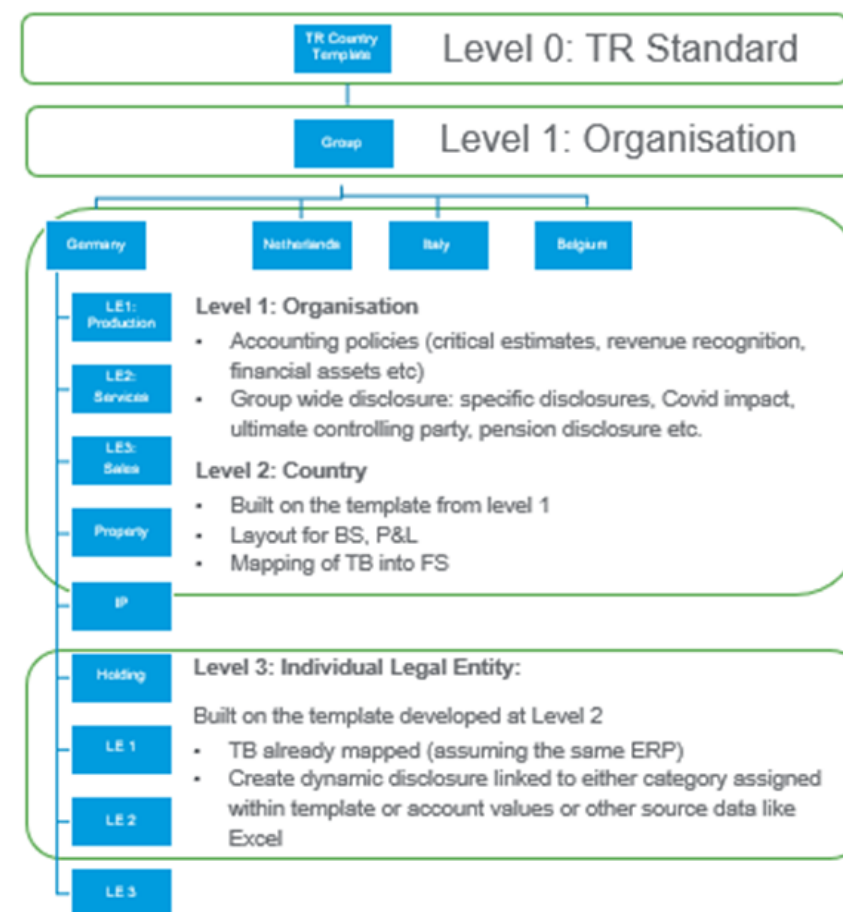 TR Country
Template
Level 0: TR Standard
Group
Level 1: Organisation
Germany
Netherlands
Italy
Belgium
LE1:
Production
LE2:
Services
LE3:
Sales
Property
IP
Level 1: Organisation
• Accounting policies (critical estimates, revenue recognition,
financial assets etc)
• Group wide disclosure: specific disclosures, Covid impact,
ultimate controlling party, pension disclosure etc.
Level 2: Country
• Built on the template from level 1
• Layout for BS, P&L
• Mapping of TB into FS
Holding
LE 1
LE 2
LE 3
Level 3: Individual Legal Entity:
Built on the template developed at Level 2
• TB already mapped (assuming the same ERP)
• Create dynamic disclosure linked to either category assigned
within template or account values or other source data like
Excel